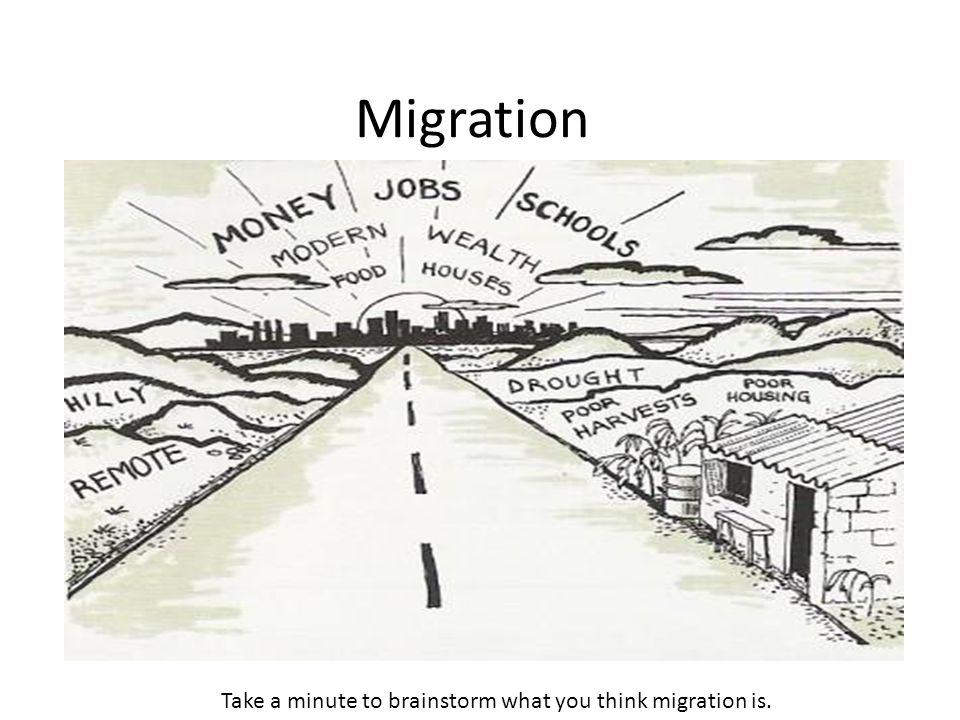 Migration
MONEY JOBS SCHOOLS
MODERN WEALTH
FOOD HOUSES
HILLY
REMOTE
DROUGHT
POOR
HARVESTS
POOR
HOUSING
Take a minute to brainstorm what you think migration is.